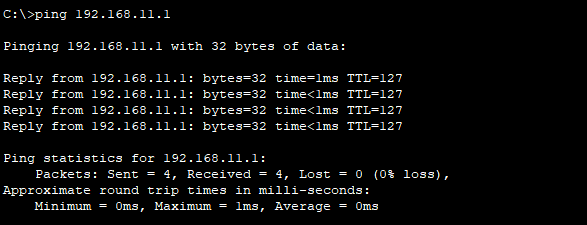 C:\>ping 192.168.11.1
Pinging 192.168.11.1 with 32 bytes of data:
Reply from 192.168.11.1: bytes=32 time=1ms TTL=127
Reply from 192.168.11.1: bytes=32 time<1ms TTL=127
Reply from 192.168.11.1: bytes=32 time<1ms TTL=127
Reply from 192.168.11.1: bytes=32 time<1ms TTL=127
Ping statistics for 192.168.11.1:
    Packets: Sent = 4, Received = 4, Lost = 0 (0% loss),
Approximate round trip times in milli-seconds:
    Minimum = 0ms, Maximum = 1ms, Average = 0ms